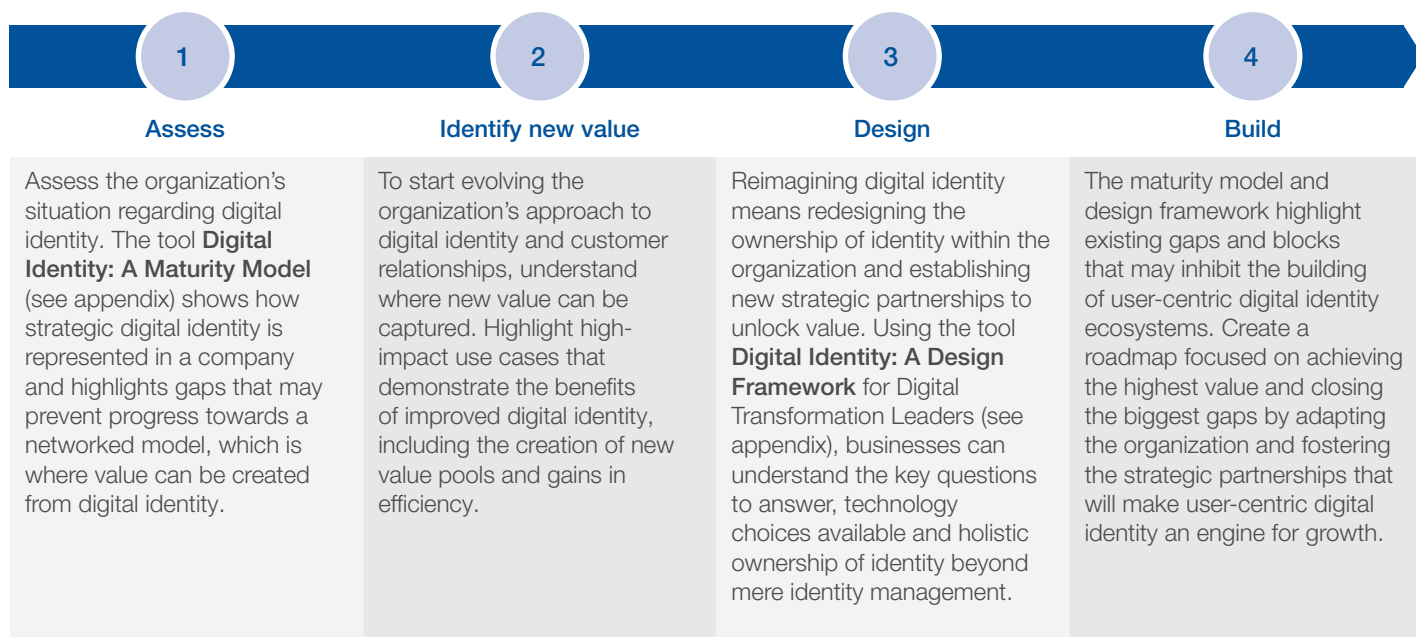 1
2
3
4
Assess
Identify new value
Design
Build
Assess the organization’s
situation regarding digital
identity. The tool Digital
Identity: A Maturity Model
(see appendix) shows how
strategic digital identity is
represented in a company
and highlights gaps that may
prevent progress towards a
networked model, which is
where value can be created
from digital identity.
To start evolving the
organization’s approach to
digital identity and customer
relationships, understand
where new value can be
captured. Highlight high-
impact use cases that
demonstrate the benefits
of improved digital identity,
including the creation of new
value pools and gains in
efficiency.
Reimagining digital identity
means redesigning the
ownership of identity within the
organization and establishing
new strategic partnerships to
unlock value. Using the tool
Digital Identity: A Design
Framework for Digital
Transformation Leaders (see
appendix), businesses can
understand the key questions
to answer, technology
choices available and holistic
ownership of identity beyond
mere identity management.
The maturity model and
design framework highlight
existing gaps and blocks
that may inhibit the building
of user-centric digital identity
ecosystems. Create a
roadmap focused on achieving
the highest value and closing
the biggest gaps by adapting
the organization and fostering
the strategic partnerships that
will make user-centric digital
identity an engine for growth.